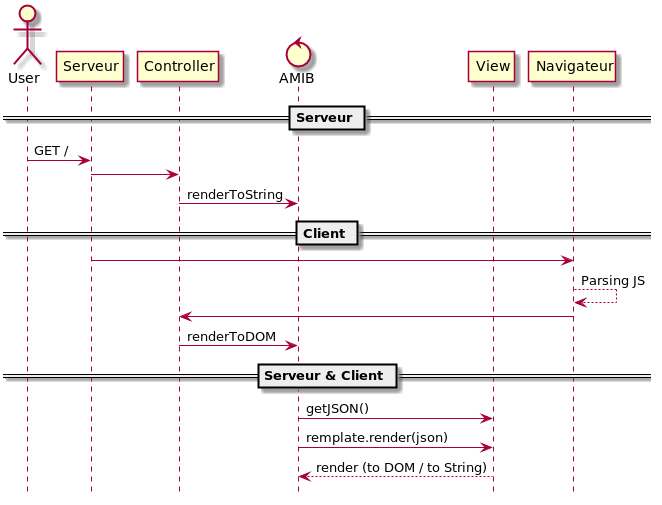 User
Serveur
Controller
AMIB
View
Navigateur
Serveur
GET /
renderToString
Client
Parsing JS
renderToDOM
Serveur & Client
getJSON()
remplate.render(json)
render (to DOM / to String)